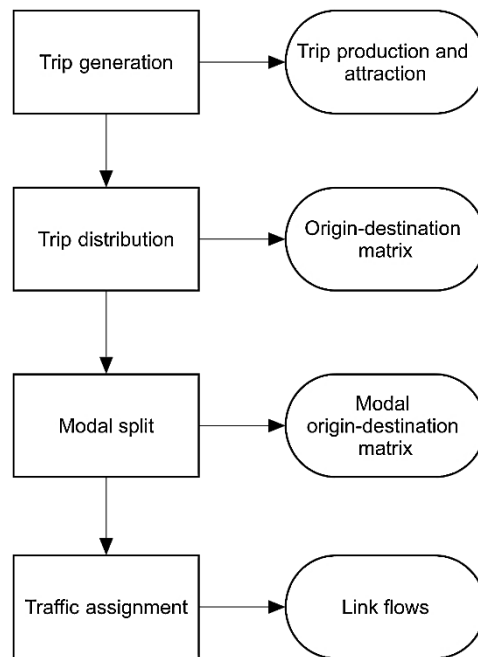 Trip generation
Trip production and
attraction
Trip distribution
Origin-destination
matrix
Modal split
Modal
origin-destination
matrix
Traffic assignment
Link flows